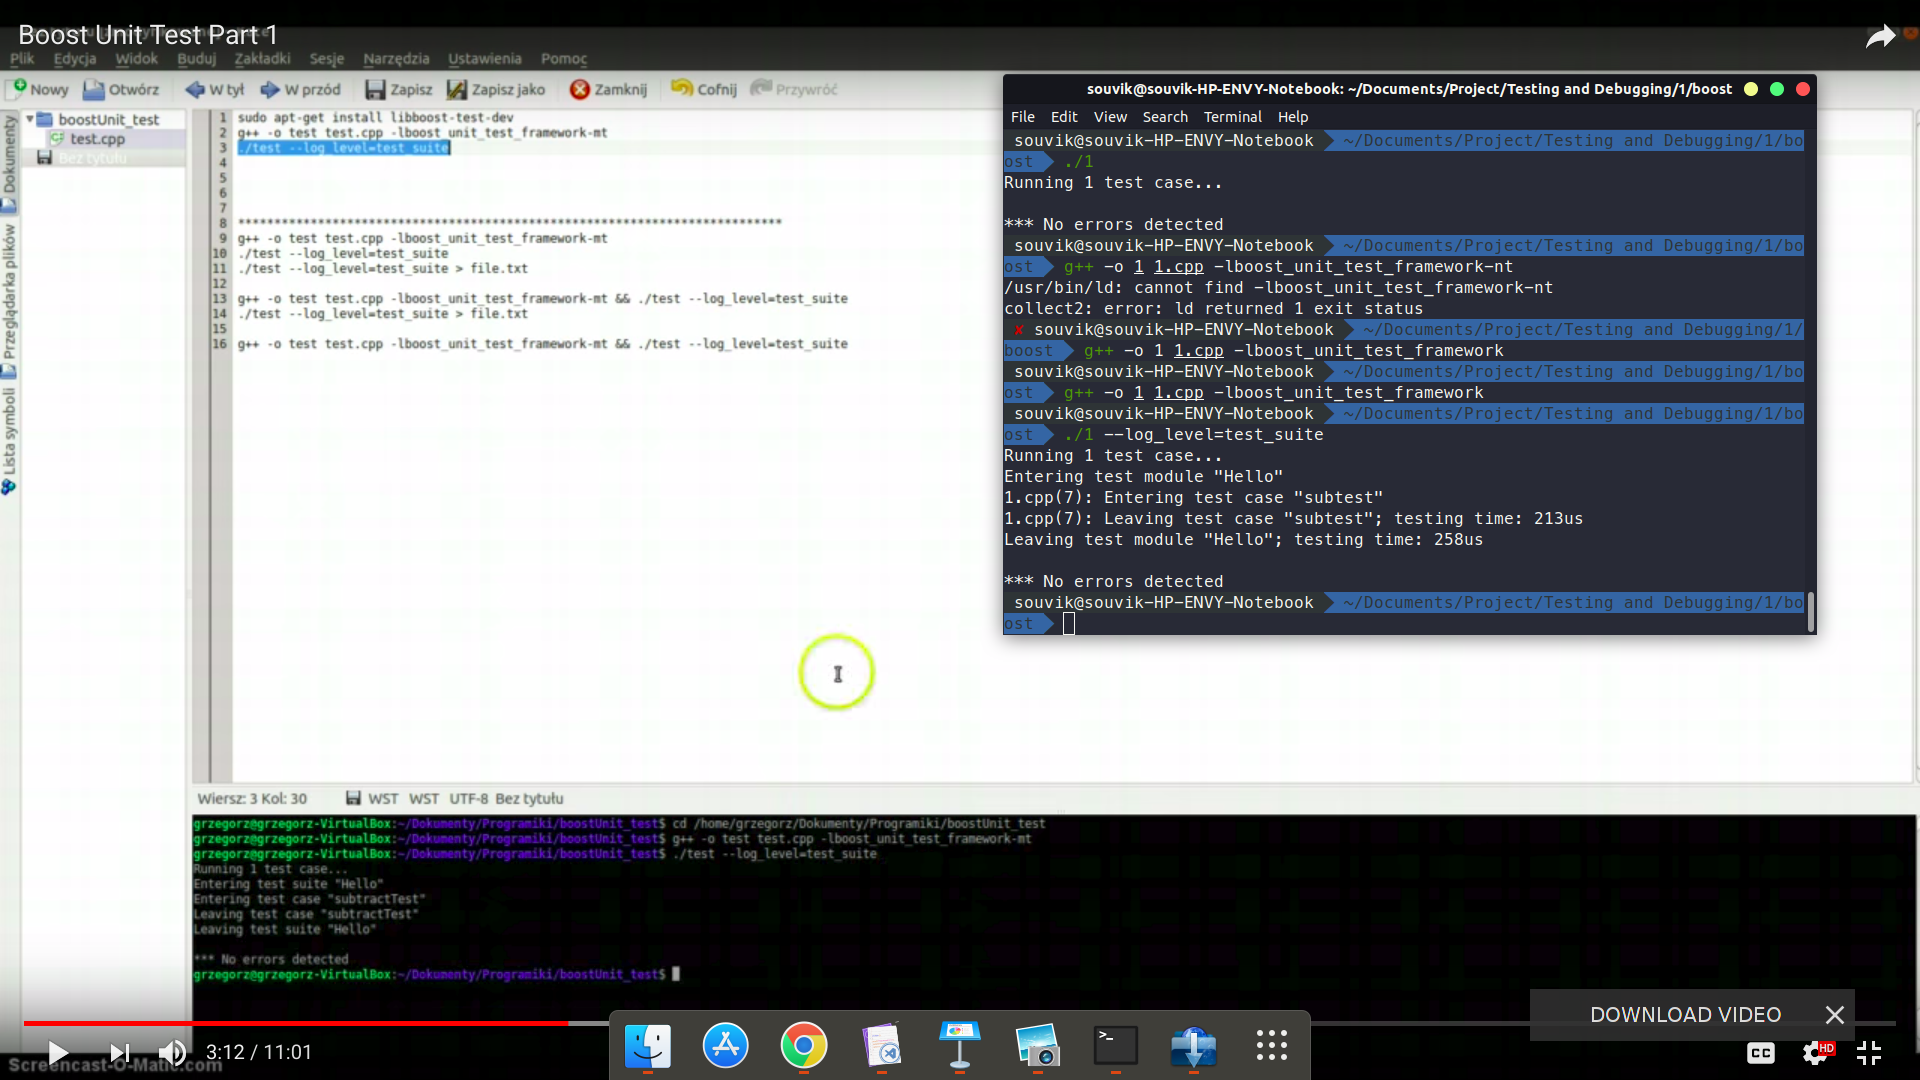 Boost Unit Test Part 1
Plik Edycja Widok Buduj Zakładki Sesje Narzędzia Ustawienia Pomoc
Nowy Otwórz W tył W przód Zapisz Zapisz jako Zamknij Cofnij Przywróć
Dokumenty
Przeglądarka plików
Lista symboli
boostUnit_test
test.cpp
Bez tytułu
1 sudo apt-get install libboost-test-dev
2 g++ -o test test.cpp -lboost_unit_test_framework-mt
3 ./test --log_level=test_suite
4
5
6
7
8 ***************************************************************************
9 g++ -o test test.cpp -lboost_unit_test_framework-mt
10 ./test --log_level=test_suite
11 ./test --log_level=test_suite > file.txt
12
13 g++ -o test test.cpp -lboost_unit_test_framework-mt && ./test --log_level=test_suite
14 ./test --log_level=test_suite > file.txt
15
16 g++ -o test test.cpp -lboost_unit_test_framework-mt && ./test --log_level=test_suite
Wiersz: 3 Kol: 30 WST WST UTF-8 Bez tytułu
souvik@souvik-HP-ENVY-Notebook: ~/Documents/Project/Testing and Debugging/1/boost
File Edit View Search Terminal Help
souvik@souvik-HP-ENVY-Notebook ~/Documents/Project/Testing and Debugging/1/bo
ost ./1
Running 1 test case...
*** No errors detected
souvik@souvik-HP-ENVY-Notebook ~/Documents/Project/Testing and Debugging/1/bo
ost g++ -o 1 1.cpp -lboost_unit_test_framework-nt
/usr/bin/ld: cannot find -lboost_unit_test_framework-nt
collect2: error: ld returned 1 exit status
✘ souvik@souvik-HP-ENVY-Notebook ~/Documents/Project/Testing and Debugging/1/
boost g++ -o 1 1.cpp -lboost_unit_test_framework
souvik@souvik-HP-ENVY-Notebook ~/Documents/Project/Testing and Debugging/1/bo
ost g++ -o 1 1.cpp -lboost_unit_test_framework
souvik@souvik-HP-ENVY-Notebook ~/Documents/Project/Testing and Debugging/1/bo
ost ./1 --log_level=test_suite
Running 1 test case...
Entering test module "Hello"
1.cpp(7): Entering test case "subtest"
1.cpp(7): Leaving test case "subtest"; testing time: 213us
Leaving test module "Hello"; testing time: 258us
*** No errors detected
souvik@souvik-HP-ENVY-Notebook ~/Documents/Project/Testing and Debugging/1/bo
ost
grzegorz@grzegorz-VirtualBox:~/Dokumenty/Programiki/boostUnit_test$ cd /home/grzegorz/Dokumenty/Programiki/boostUnit_test
grzegorz@grzegorz-VirtualBox:~/Dokumenty/Programiki/boostUnit_test$ g++ -o test test.cpp -lboost_unit_test_framework-mt
grzegorz@grzegorz-VirtualBox:~/Dokumenty/Programiki/boostUnit_test$ ./test --log_level=test_suite
Running 1 test case...
Entering test suite "Hello"
Entering test case "subtractTest"
Leaving test case "subtractTest"
Leaving test suite "Hello"
*** No errors detected
grzegorz@grzegorz-VirtualBox:~/Dokumenty/Programiki/boostUnit_test$
DOWNLOAD VIDEO
3:12 / 11:01
CC HD
Screencast-O-Matic.com